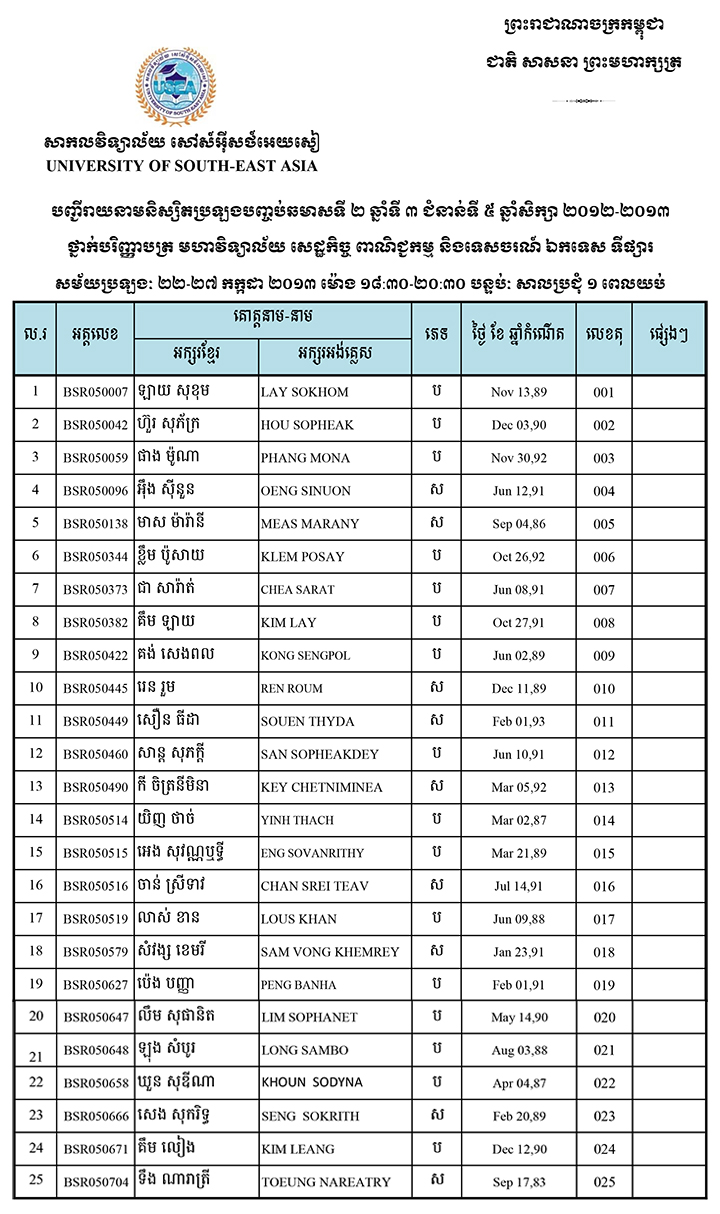 ព្រះរាជាណាចក្រកម្ពុជា
ជាតិ សាសនា ព្រះមហាក្សត្រ
USEA
UNIVERSITY OF SOUTH-EAST ASIA
សាកលវិទ្យាល័យ សៅស៍អ៊ីសថ៍អេយសៀ
UNIVERSITY OF SOUTH-EAST ASIA
បញ្ជីរាយនាមនិស្សិតប្រឡងបញ្ចប់ឆមាសទី ២ ឆ្នាំទី ៣ ជំនាន់ទី ៥ ឆ្នាំសិក្សា ២០១២-២០១៣
ថ្នាក់បរិញ្ញាបត្រ មហាវិទ្យាល័យ សេដ្ឋកិច្ច ពាណិជ្ជកម្ម និងទេសចរណ៍ ឯកទេស ទីផ្សារ
សម័យប្រឡង: ២២-២៧ កក្កដា ២០១៣ ម៉ោង ១៨:30-២០:30 បន្ទប់: សាលប្រជុំ ១ ពេលយប់
ល.រ អត្តលេខ គោត្តនាម-នាម ភេទ ថ្ងៃ ខែ ឆ្នាំកំណើត លេខតុ ផ្សេងៗ
អក្សរខ្មែរ អក្សរអង់គ្លេស
1 BSR050007 ឡាយ សុខុម LAY SOKHOM ប Nov 13,89 001
2 BSR050042 ហ៊ួរ សុភ័ក្រ HOU SOPHEAK ប Dec 03,90 002
3 BSR050059 ផាង ម៉ូណា PHANG MONA ប Nov 30,92 003
4 BSR050096 អ៊ឹង ស៊ីនួន OENG SINUON ស Jun 12,91 004
5 BSR050138 មាស ម៉ារ៉ានី MEAS MARANY ស Sep 04,86 005
6 BSR050344 ខ្លឹម ប៉ូសាយ KLEM POSAY ប Oct 26,92 006
7 BSR050373 ជា សារ៉ាត់ CHEA SARAT ប Jun 08,91 007
8 BSR050382 គឹម ឡាយ KIM LAY ប Oct 27,91 008
9 BSR050422 គង់ សេងពល KONG SENGPOL ប Jun 02,89 009
10 BSR050445 រេន រួម REN ROUM ស Dec 11,89 010
11 BSR050449 សឿន ធីដា SOUEN THYDA ស Feb 01,93 011
12 BSR050460 សាន្ត សុភក្តី SAN SOPHEAKDEY ប Jun 10,91 012
13 BSR050490 កី ចិត្រនីមិនា KEY CHETNIMINEA ស Mar 05,92 013
14 BSR050514 យិញ ថាច់ YINH THACH ប Mar 02,87 014
15 BSR050515 អេង សុវណ្ណឫទ្ធី ENG SOVANRITHY ប Mar 21,89 015
16 BSR050516 ចាន់ ស្រីទាវ CHAN SREI TEAV ស Jul 14,91 016
17 BSR050519 លាស់ ខាន LOUS KHAN ប Jun 09,88 017
18 BSR050579 សំវង្ស ខេមរី SAM VONG KHEMREY ស Jan 23,91 018
19 BSR050627 ប៉េង បញ្ញា PENG BANHA ប Feb 01,91 019
20 BSR050647 លឹម សុផានិត LIM SOPHANET ប May 14,90 020
21 BSR050648 ឡុង សំបូរ LONG SAMBO ប Aug 03,88 021
22 BSR050658 ឃួន សុឌីណា KHOUN SODYNA ប Apr 04,87 022
23 BSR050666 សេង សុករិទ្ធ SENG SOKRITH ស Feb 20,89 023
24 BSR050671 គឹម លៀង KIM LEANG ប Dec 12,90 024
25 BSR050704 ទឹង ណារាត្រី TOEUNG NAREATRY ស Sep 17,83 025